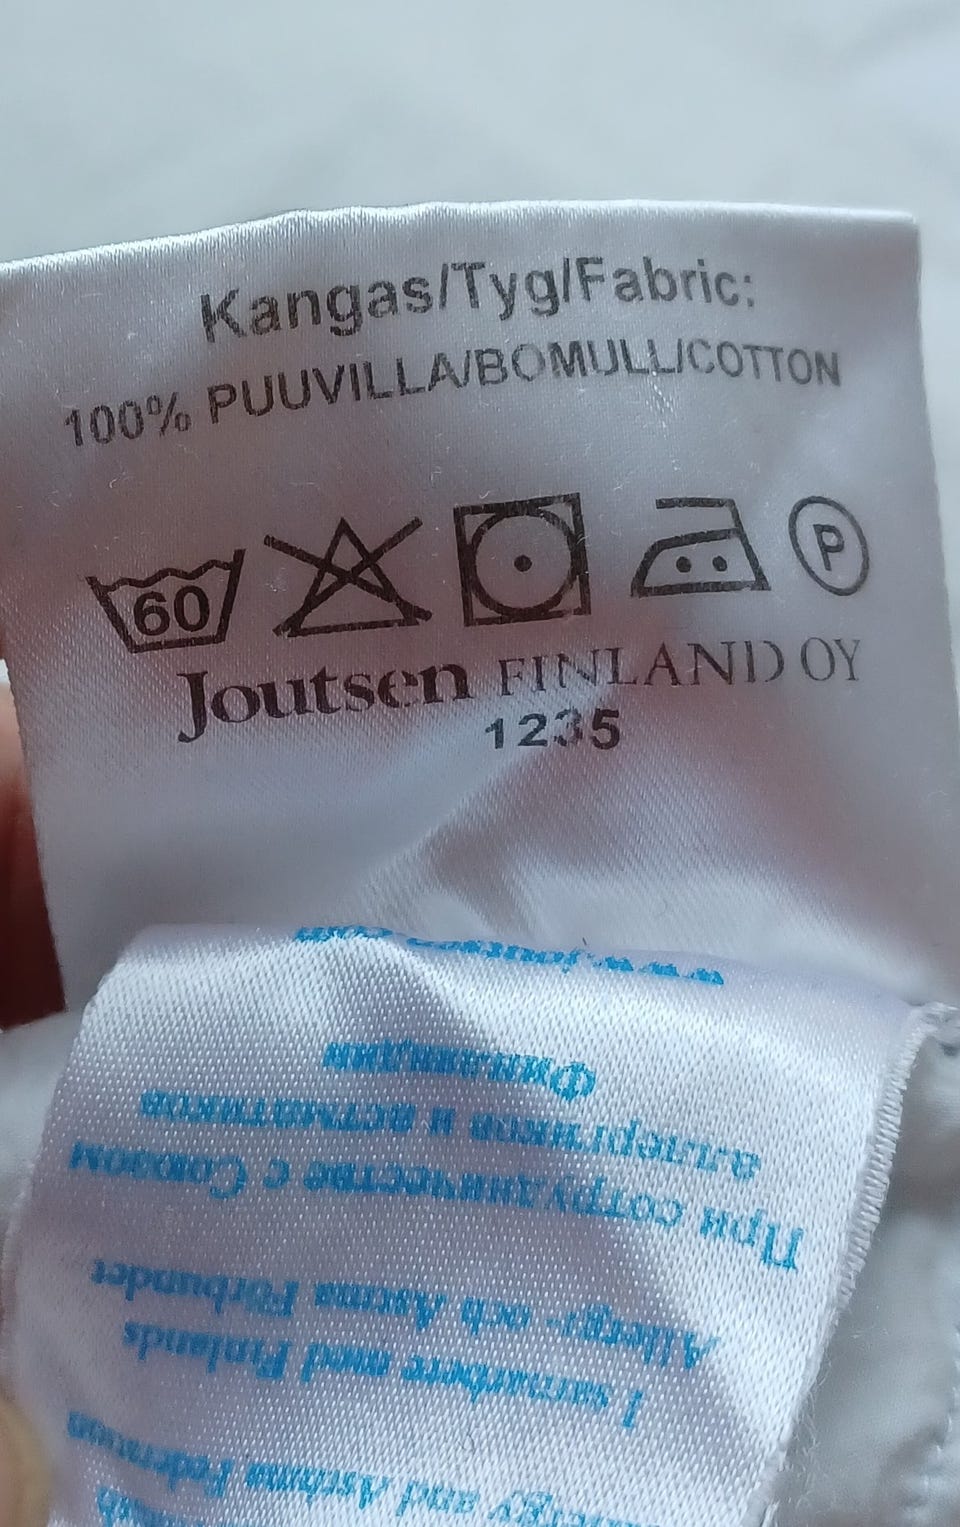 Kangas/Tyg/Fabric:
100% PUUVILLA/BOMULL/COTTON
60
P
Joutsen FINLAND OY
1235
and Asthma Federation
I samarbete med Finlands
Allergy- och Astma Förbundet
При сотрудничестве с Союзом
аллергиков и астматиков
Финляндии